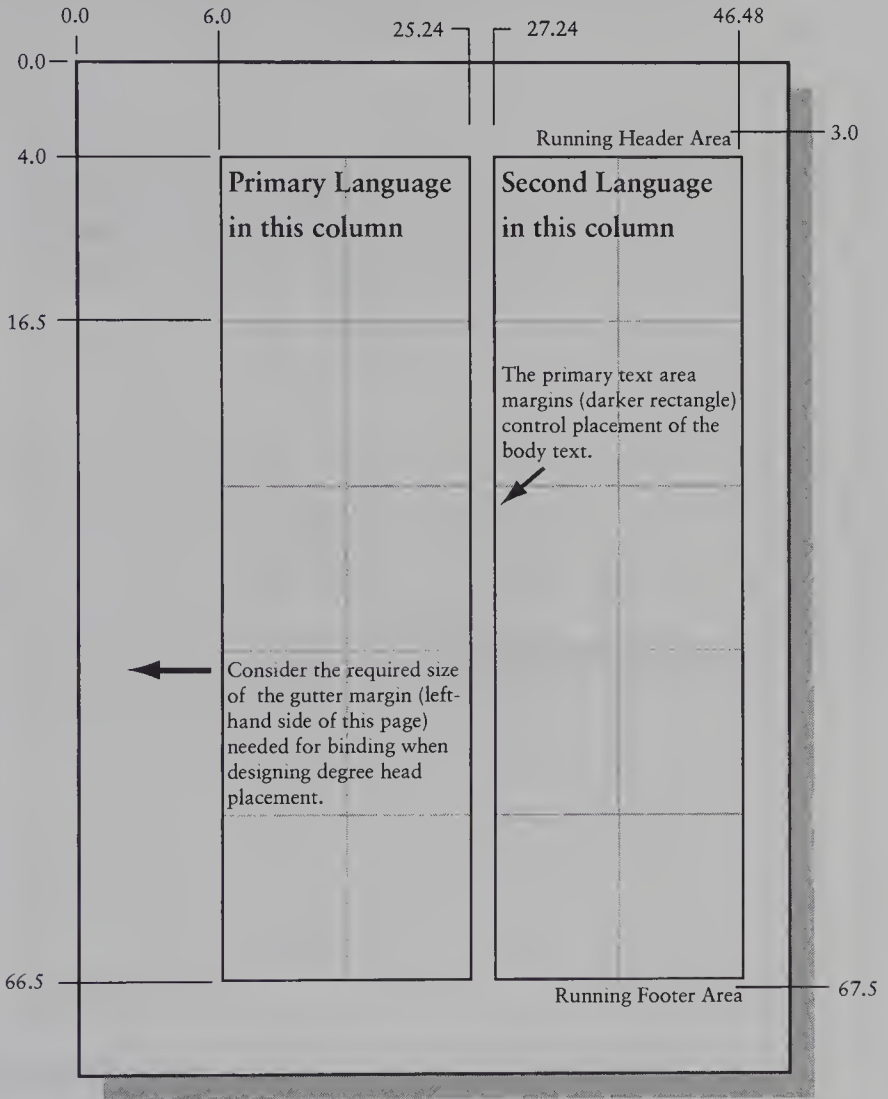 0.0
6.0
25.24
27.24
46.48
0.0
Running Header Area
3.0
4.0
Primary Language
in this column
Second Language
in this column
16.5
The primary text area
margins (darker rectangle)
control placement of the
body text.
Consider the required size
of the gutter margin (left-
hand side of this page)
needed for binding when
designing degree head
placement.
66.5
Running Footer Area
67.5